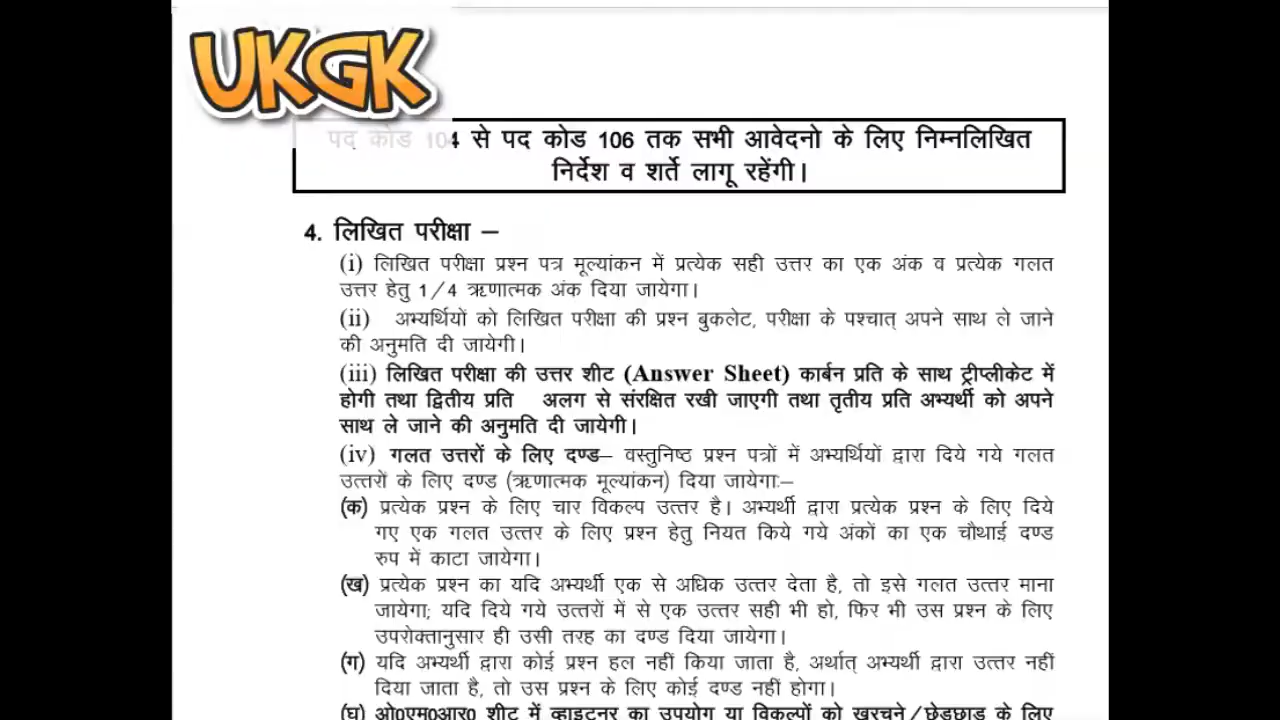 UKGK
पद कोड 104 से पद कोड 106 तक सभी आवेदनो के लिए निम्नलिखित
निर्देश व शर्ते लागू रहेंगी।
4. लिखित परीक्षा –
(i) लिखित परीक्षा प्रश्न पत्र मूल्यांकन में प्रत्येक सही उत्तर का एक अंक व प्रत्येक गलत
उत्तर हेतु 1/4 ऋणात्मक अंक दिया जायेगा।
(ii) अभ्यर्थियों को लिखित परीक्षा की प्रश्न बुकलेट, परीक्षा के पश्चात् अपने साथ ले जाने
की अनुमति दी जायेगी।
(iii) लिखित परीक्षा की उत्तर शीट (Answer Sheet) कार्बन प्रति के साथ ट्रीप्लीकेट में
होगी तथा द्वितीय प्रति अलग से संरक्षित रखी जाएगी तथा तृतीय प्रति अभ्यर्थी को अपने
साथ ले जाने की अनुमति दी जायेगी।
(iv) गलत उत्तरों के लिए दण्ड– वस्तुनिष्ठ प्रश्न पत्रों में अभ्यर्थियों द्वारा दिये गये गलत
उत्तरों के लिए दण्ड (ऋणात्मक मूल्यांकन) दिया जायेगाः–
(क) प्रत्येक प्रश्न के लिए चार विकल्प उत्तर है। अभ्यर्थी द्वारा प्रत्येक प्रश्न के लिए दिये
गए एक गलत उत्तर के लिए प्रश्न हेतु नियत किये गये अंकों का एक चौथाई दण्ड
रुप में काटा जायेगा।
(ख) प्रत्येक प्रश्न का यदि अभ्यर्थी एक से अधिक उत्तर देता है, तो इसे गलत उत्तर माना
जायेगा; यदि दिये गये उत्तरों में से एक उत्तर सही भी हो, फिर भी उस प्रश्न के लिए
उपरोक्तानुसार ही उसी तरह का दण्ड दिया जायेगा।
(ग) यदि अभ्यर्थी द्वारा कोई प्रश्न हल नहीं किया जाता है, अर्थात् अभ्यर्थी द्वारा उत्तर नहीं
दिया जाता है, तो उस प्रश्न के लिए कोई दण्ड नहीं होगा।
(घ) ओ0एम0आर0 शीट में व्हाइटनर का उपयोग या विकल्पों को खुरचने/छेड़छाड़ के लिए